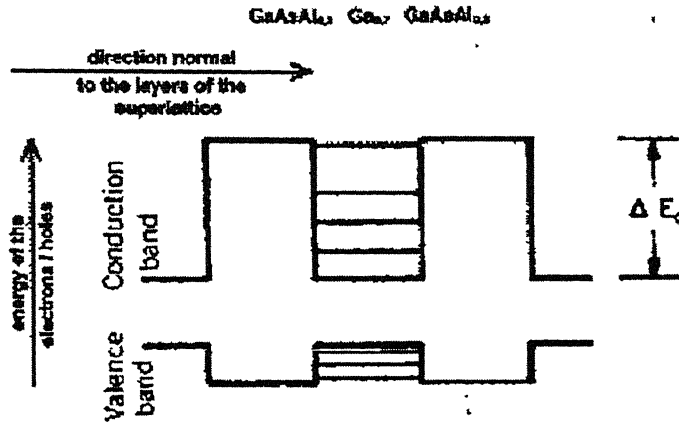 GaAsAl₀.₃ Ga₀.₇ GaAsAl₀.₃
direction normal
to the layers of the
superlattice
energy of the
electrons / holes
Conduction
band
Δ E
Valence
band